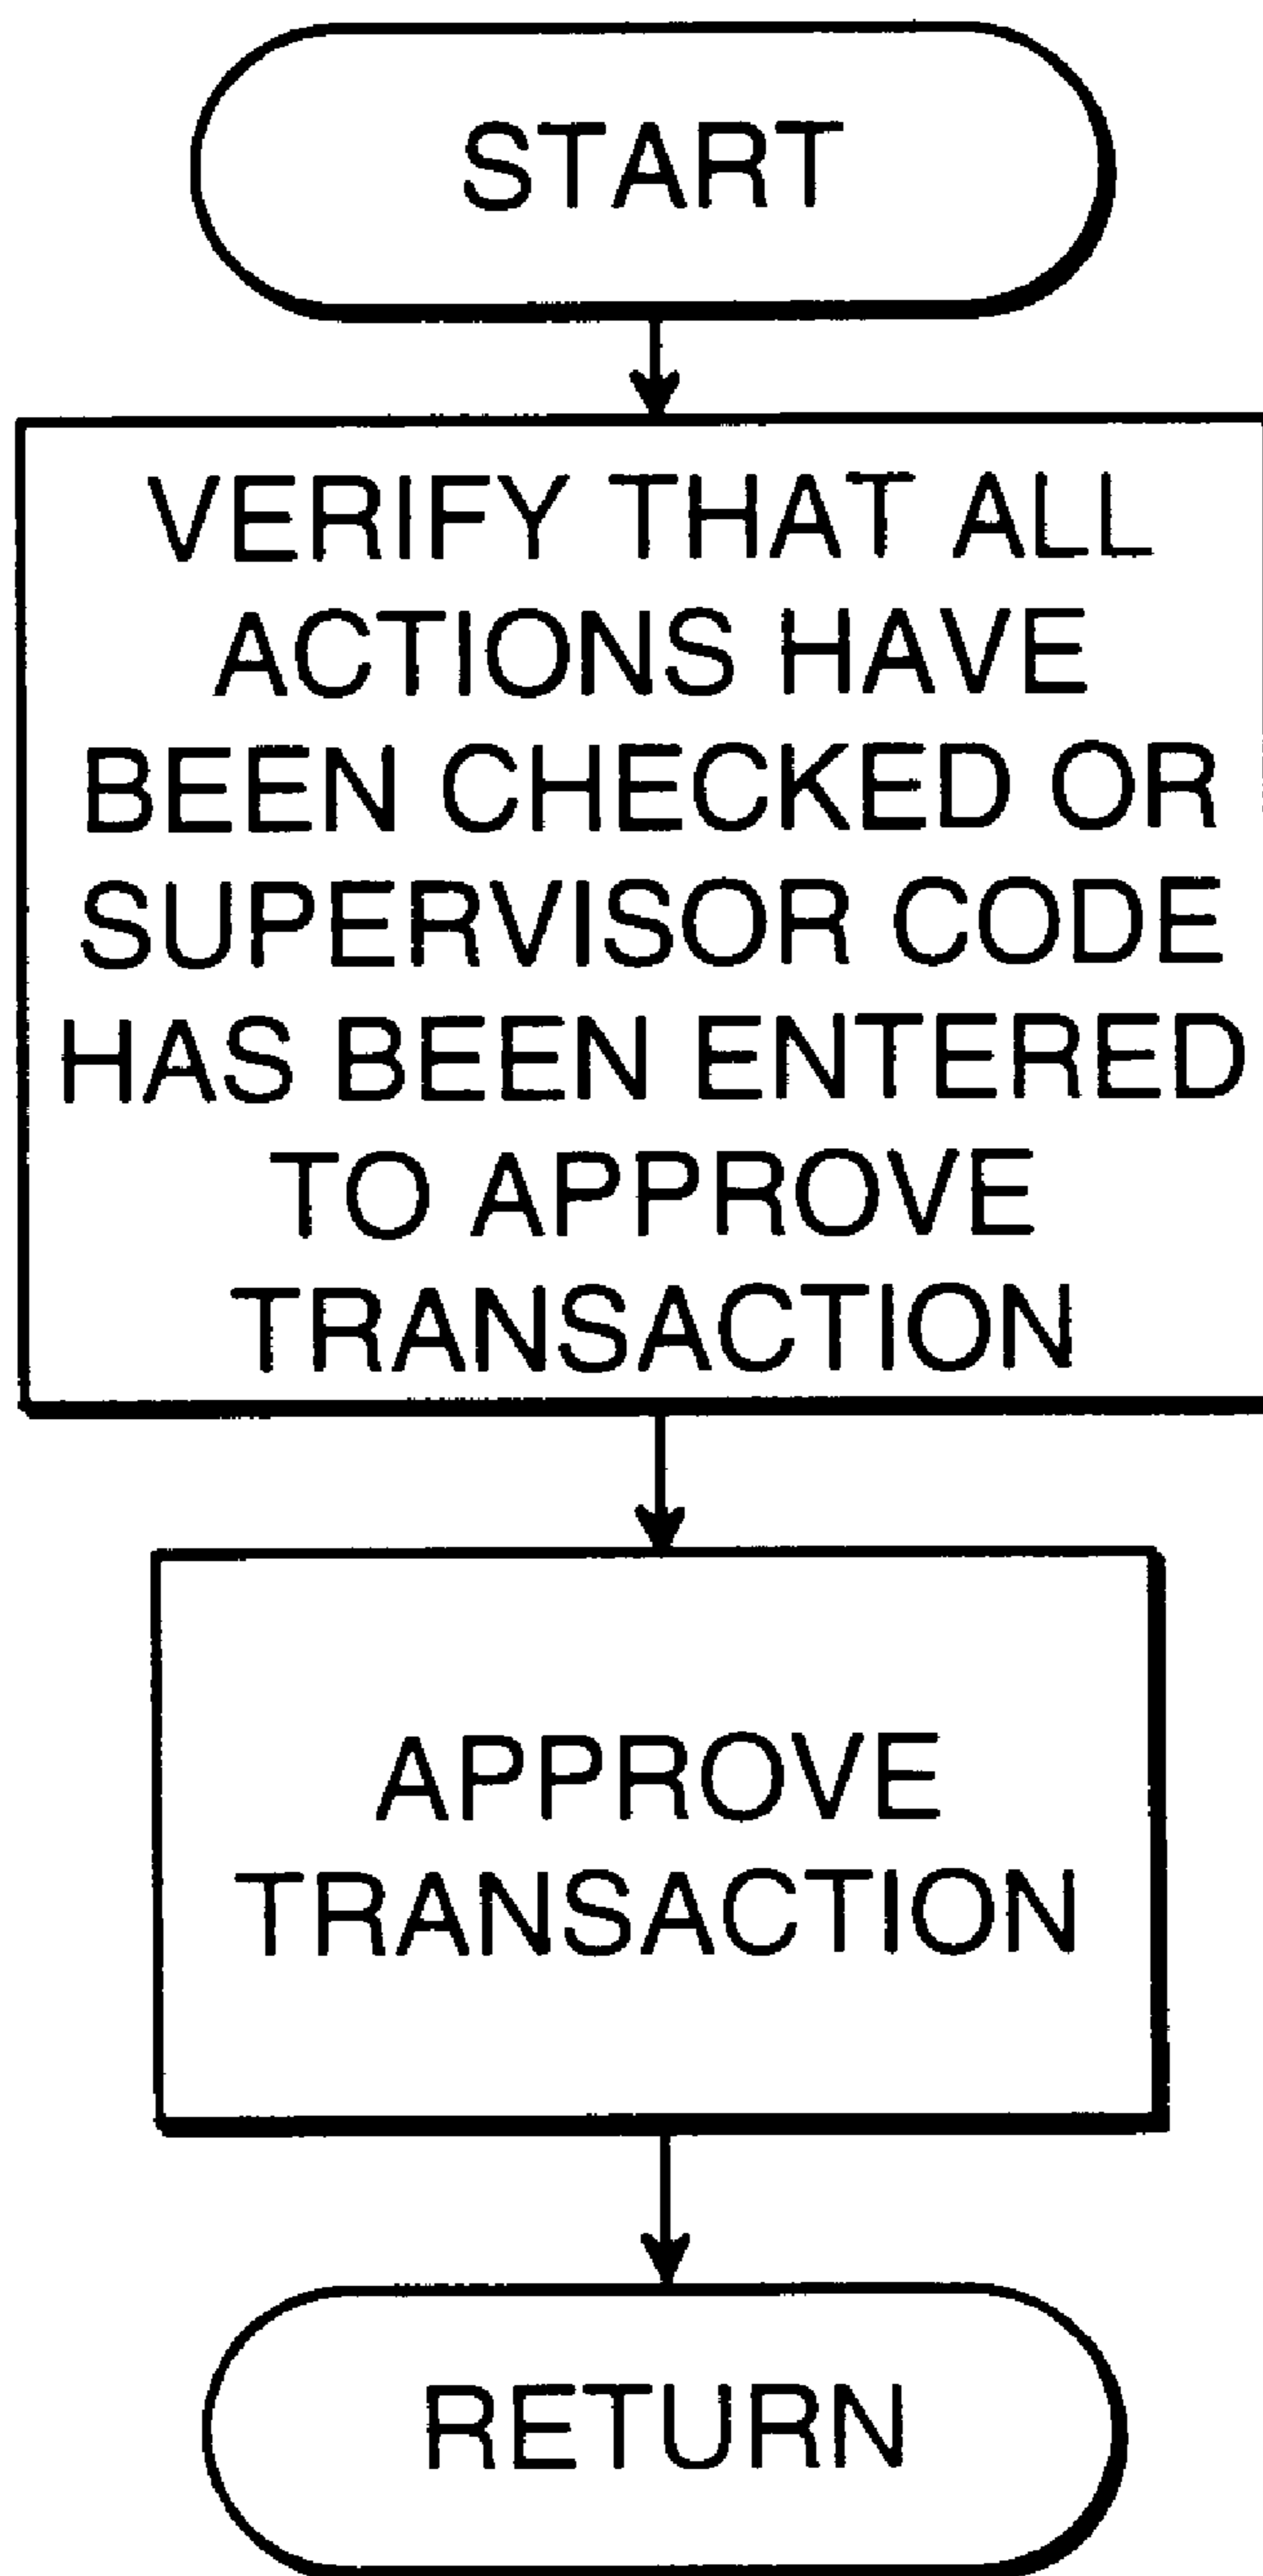 START
VERIFY THAT ALL
ACTIONS HAVE
BEEN CHECKED OR
SUPERVISOR CODE
HAS BEEN ENTERED
TO APPROVE
TRANSACTION
APPROVE
TRANSACTION
RETURN